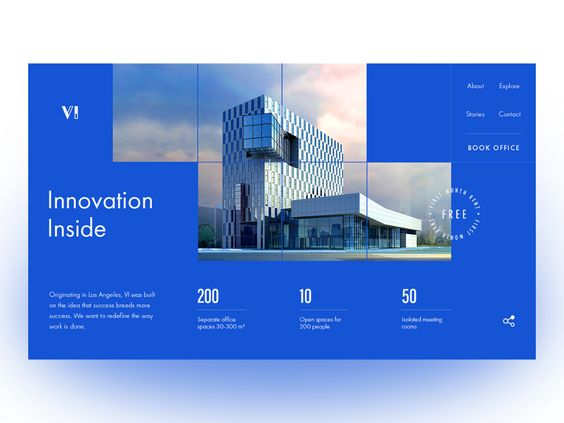 VI
About Explore
Stories Contact
BOOK OFFICE
Innovation
Inside
FIRST MONTH RENT • FIRST MONTH RENT •
FREE
Originating in Los Angeles, VI was built
on the idea that success breeds more
success. We want to redefine the way
work is done.
200
Separate office
spaces 30-300 m²
10
Open spaces for
200 people
50
Isolated meeting
rooms